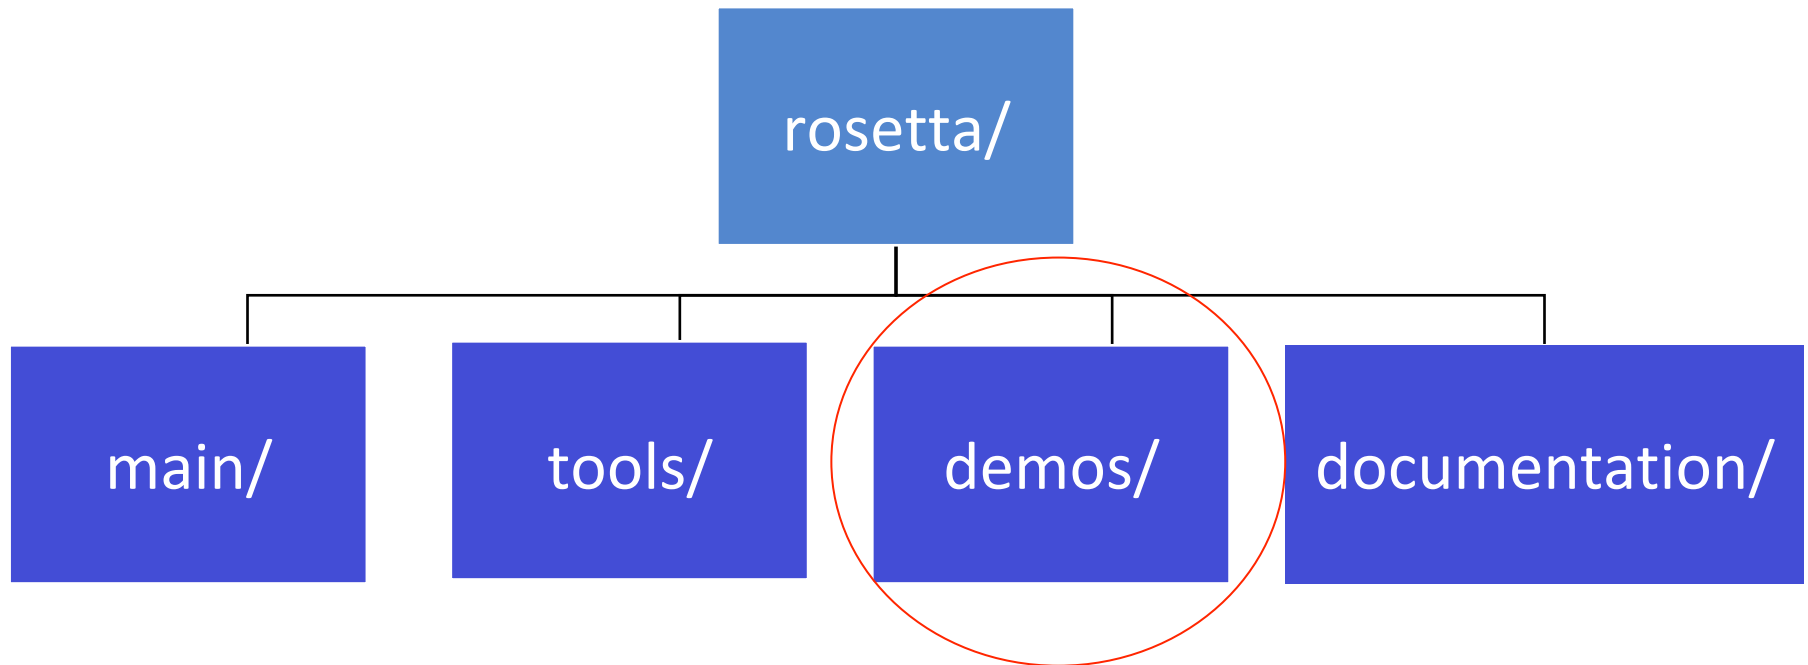 rosetta/
main/
tools/
demos/
documentation/